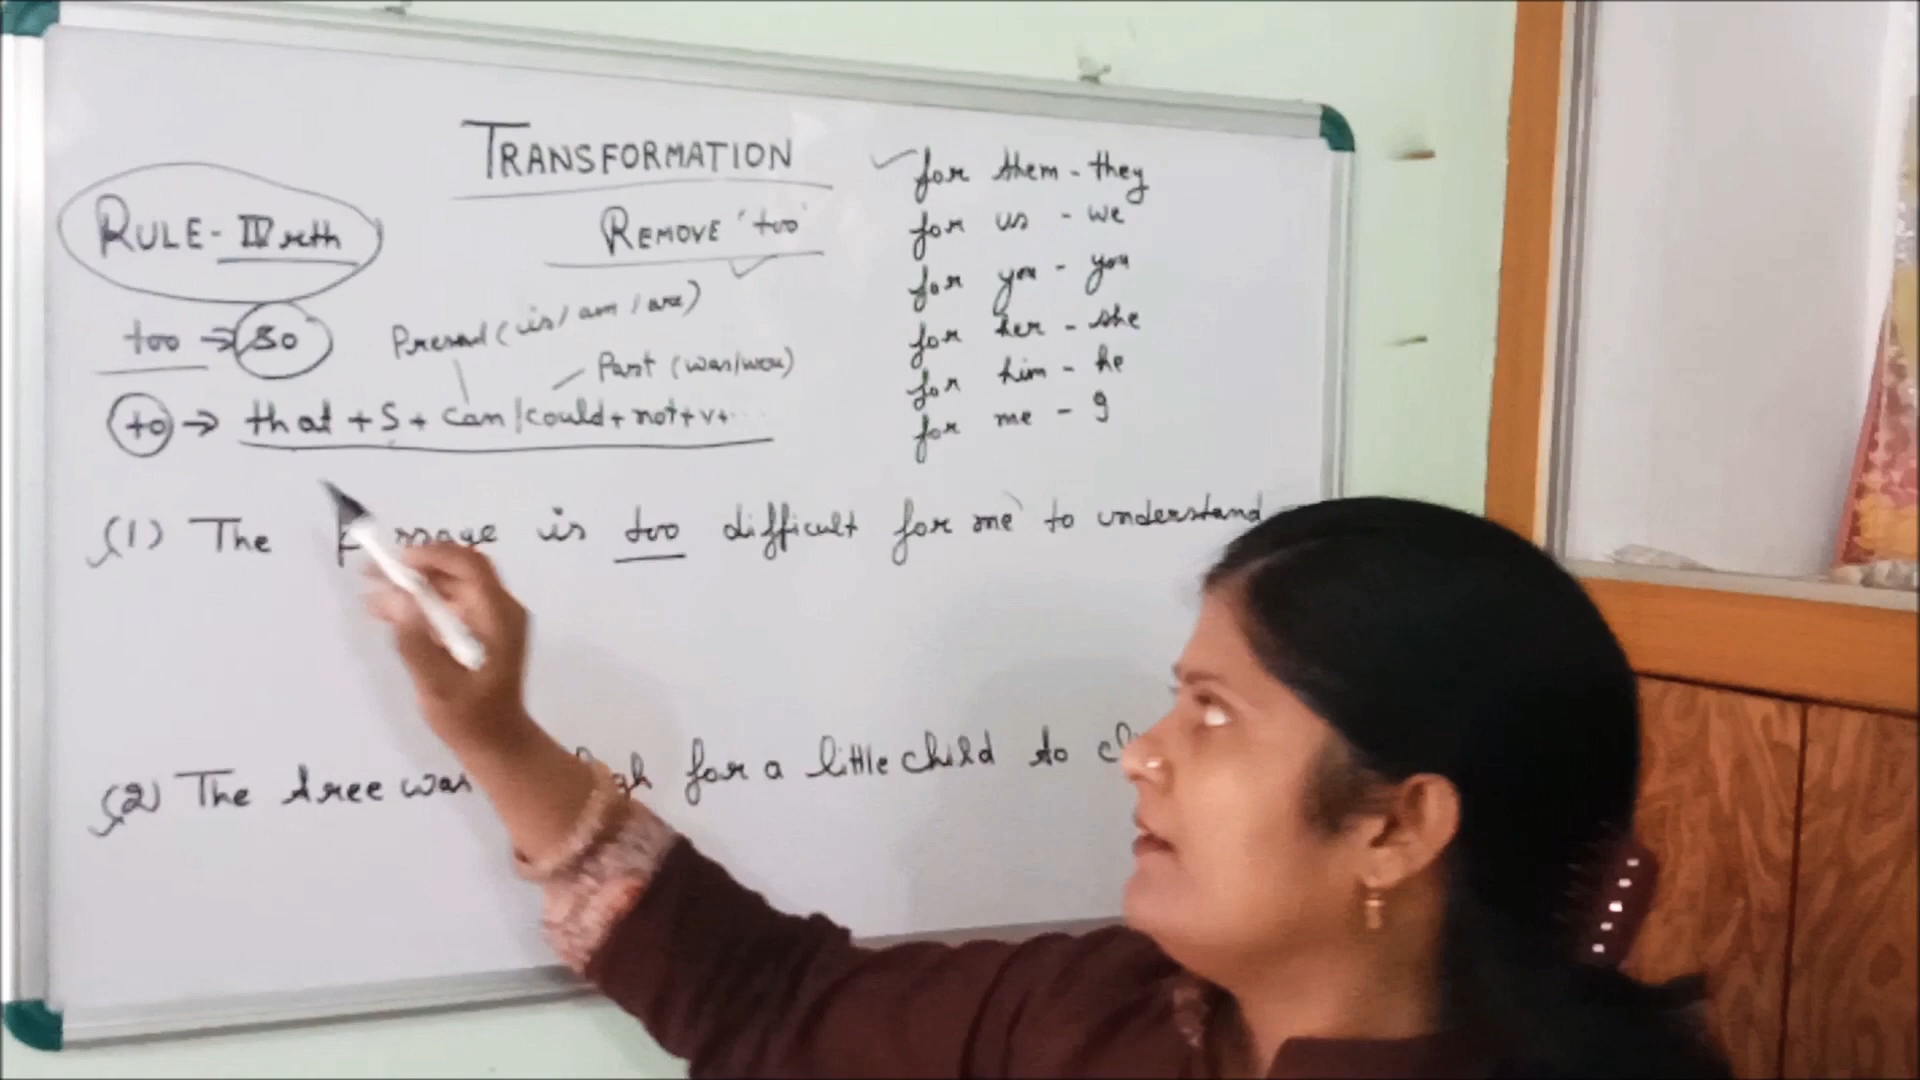 TRANSFORMATION
RULE-IVrth
REMOVE 'too'
too → so
Present (is/am/are)
Past (was/were)
to → that + S + can/could + not + v + ....
for them - they
for us - we
for you - you
for her - she
for him - he
for me - I
(1) The is too difficult for me to understand
(2) The tree was for a little child to